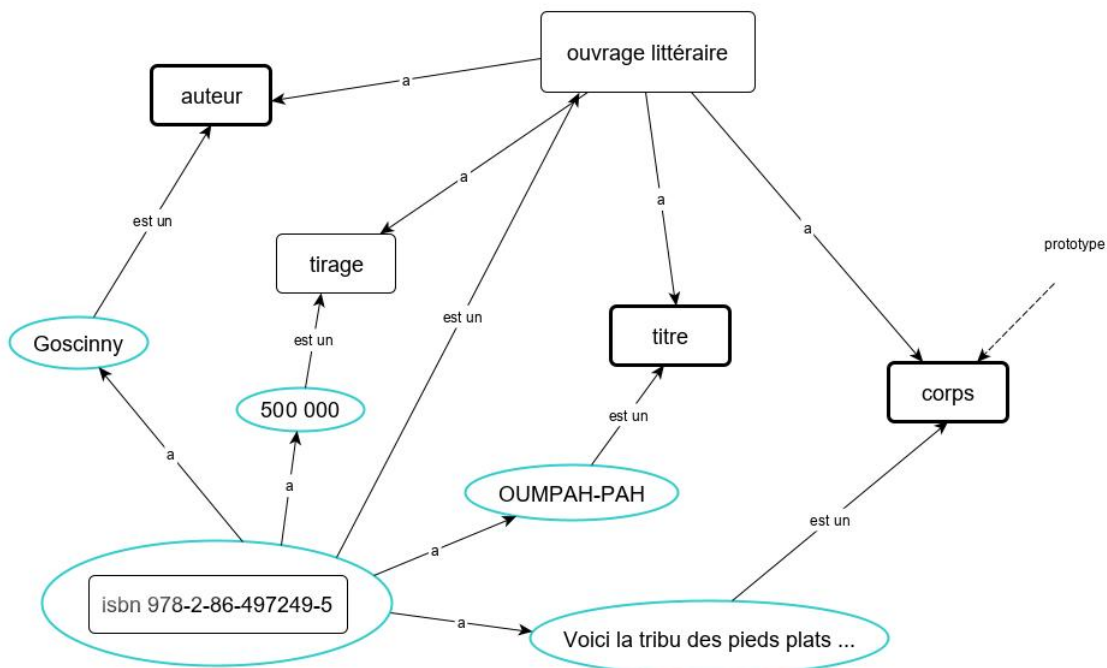 ouvrage littéraire
a
auteur
a
a
a
est un
prototype
tirage
est un
titre
est un
Goscinny
corps
500 000
est un
a
a
OUMPAH-PAH
est un
a
isbn 978-2-86-497249-5
a
Voici la tribu des pieds plats ...